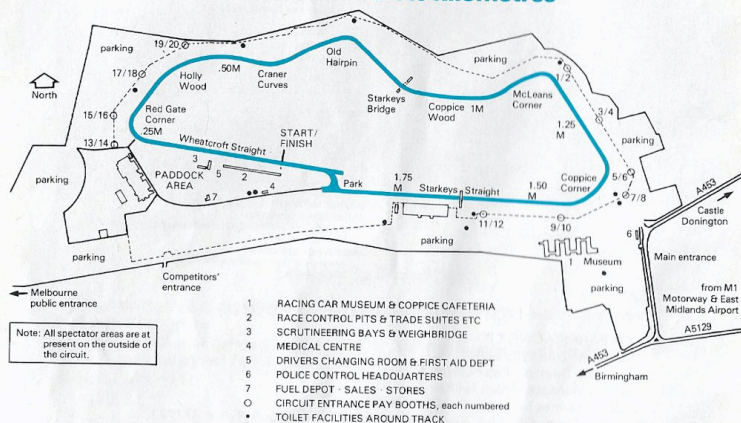 kilometres
parking
19/20
17/18
.50M
Holly
Wood
Craner
Curves
Old
Hairpin
North
Red Gate
Corner
.25M
15/16
13/14
Wheatcroft Straight
START/
FINISH
Starkeys
Bridge
Coppice
Wood
1M
McLeans
Corner
1/2
3/4
1.25
M
parking
parking
parking
PADDOCK
AREA
3
5
2
4
7
Park
1.75
M
Starkeys Straight
1.50
M
Coppice
Corner
5/6
7/8
A453
Castle
Donington
11/12
9/10
6
1
Museum
parking
parking
Main entrance
from M1
Motorway & East
Midlands Airport
A5129
A453
Birmingham
parking
Competitors'
entrance
Melbourne
public entrance
Note: All spectator areas are at
present on the outside of
the circuit.
1 RACING CAR MUSEUM & COPPICE CAFETERIA
2 RACE CONTROL PITS & TRADE SUITES ETC
3 SCRUTINEERING BAYS & WEIGHBRIDGE
4 MEDICAL CENTRE
5 DRIVERS CHANGING ROOM & FIRST AID DEPT
6 POLICE CONTROL HEADQUARTERS
7 FUEL DEPOT · SALES · STORES
O CIRCUIT ENTRANCE PAY BOOTHS, each numbered
• TOILET FACILITIES AROUND TRACK